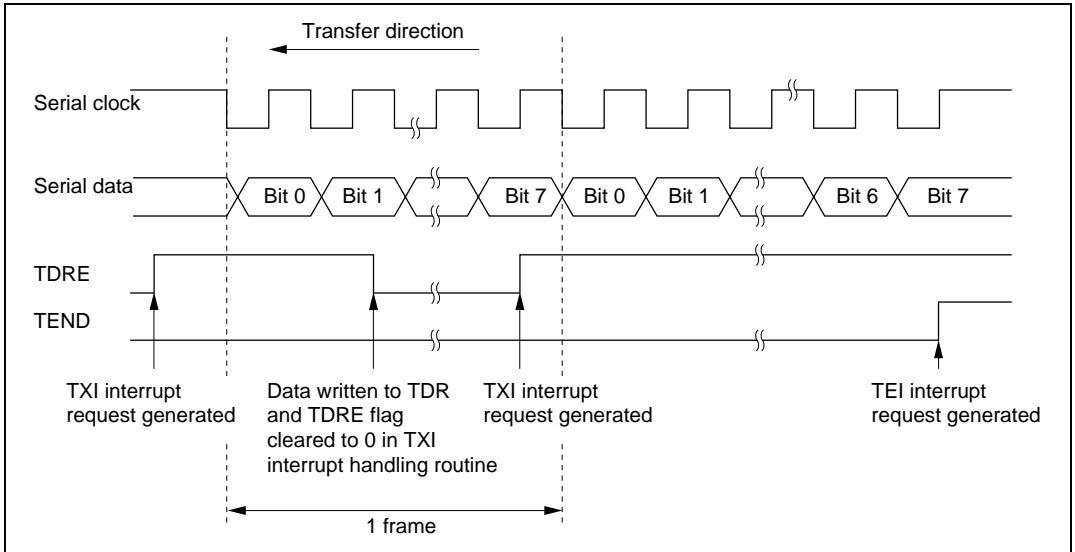 Transfer direction
Serial clock
Serial data
Bit 0
Bit 1
Bit 7
Bit 0
Bit 1
Bit 6
Bit 7
TDRE
TEND
TXI interrupt
request generated
Data written to TDR
and TDRE flag
cleared to 0 in TXI
interrupt handling routine
TXI interrupt
request generated
TEI interrupt
request generated
1 frame